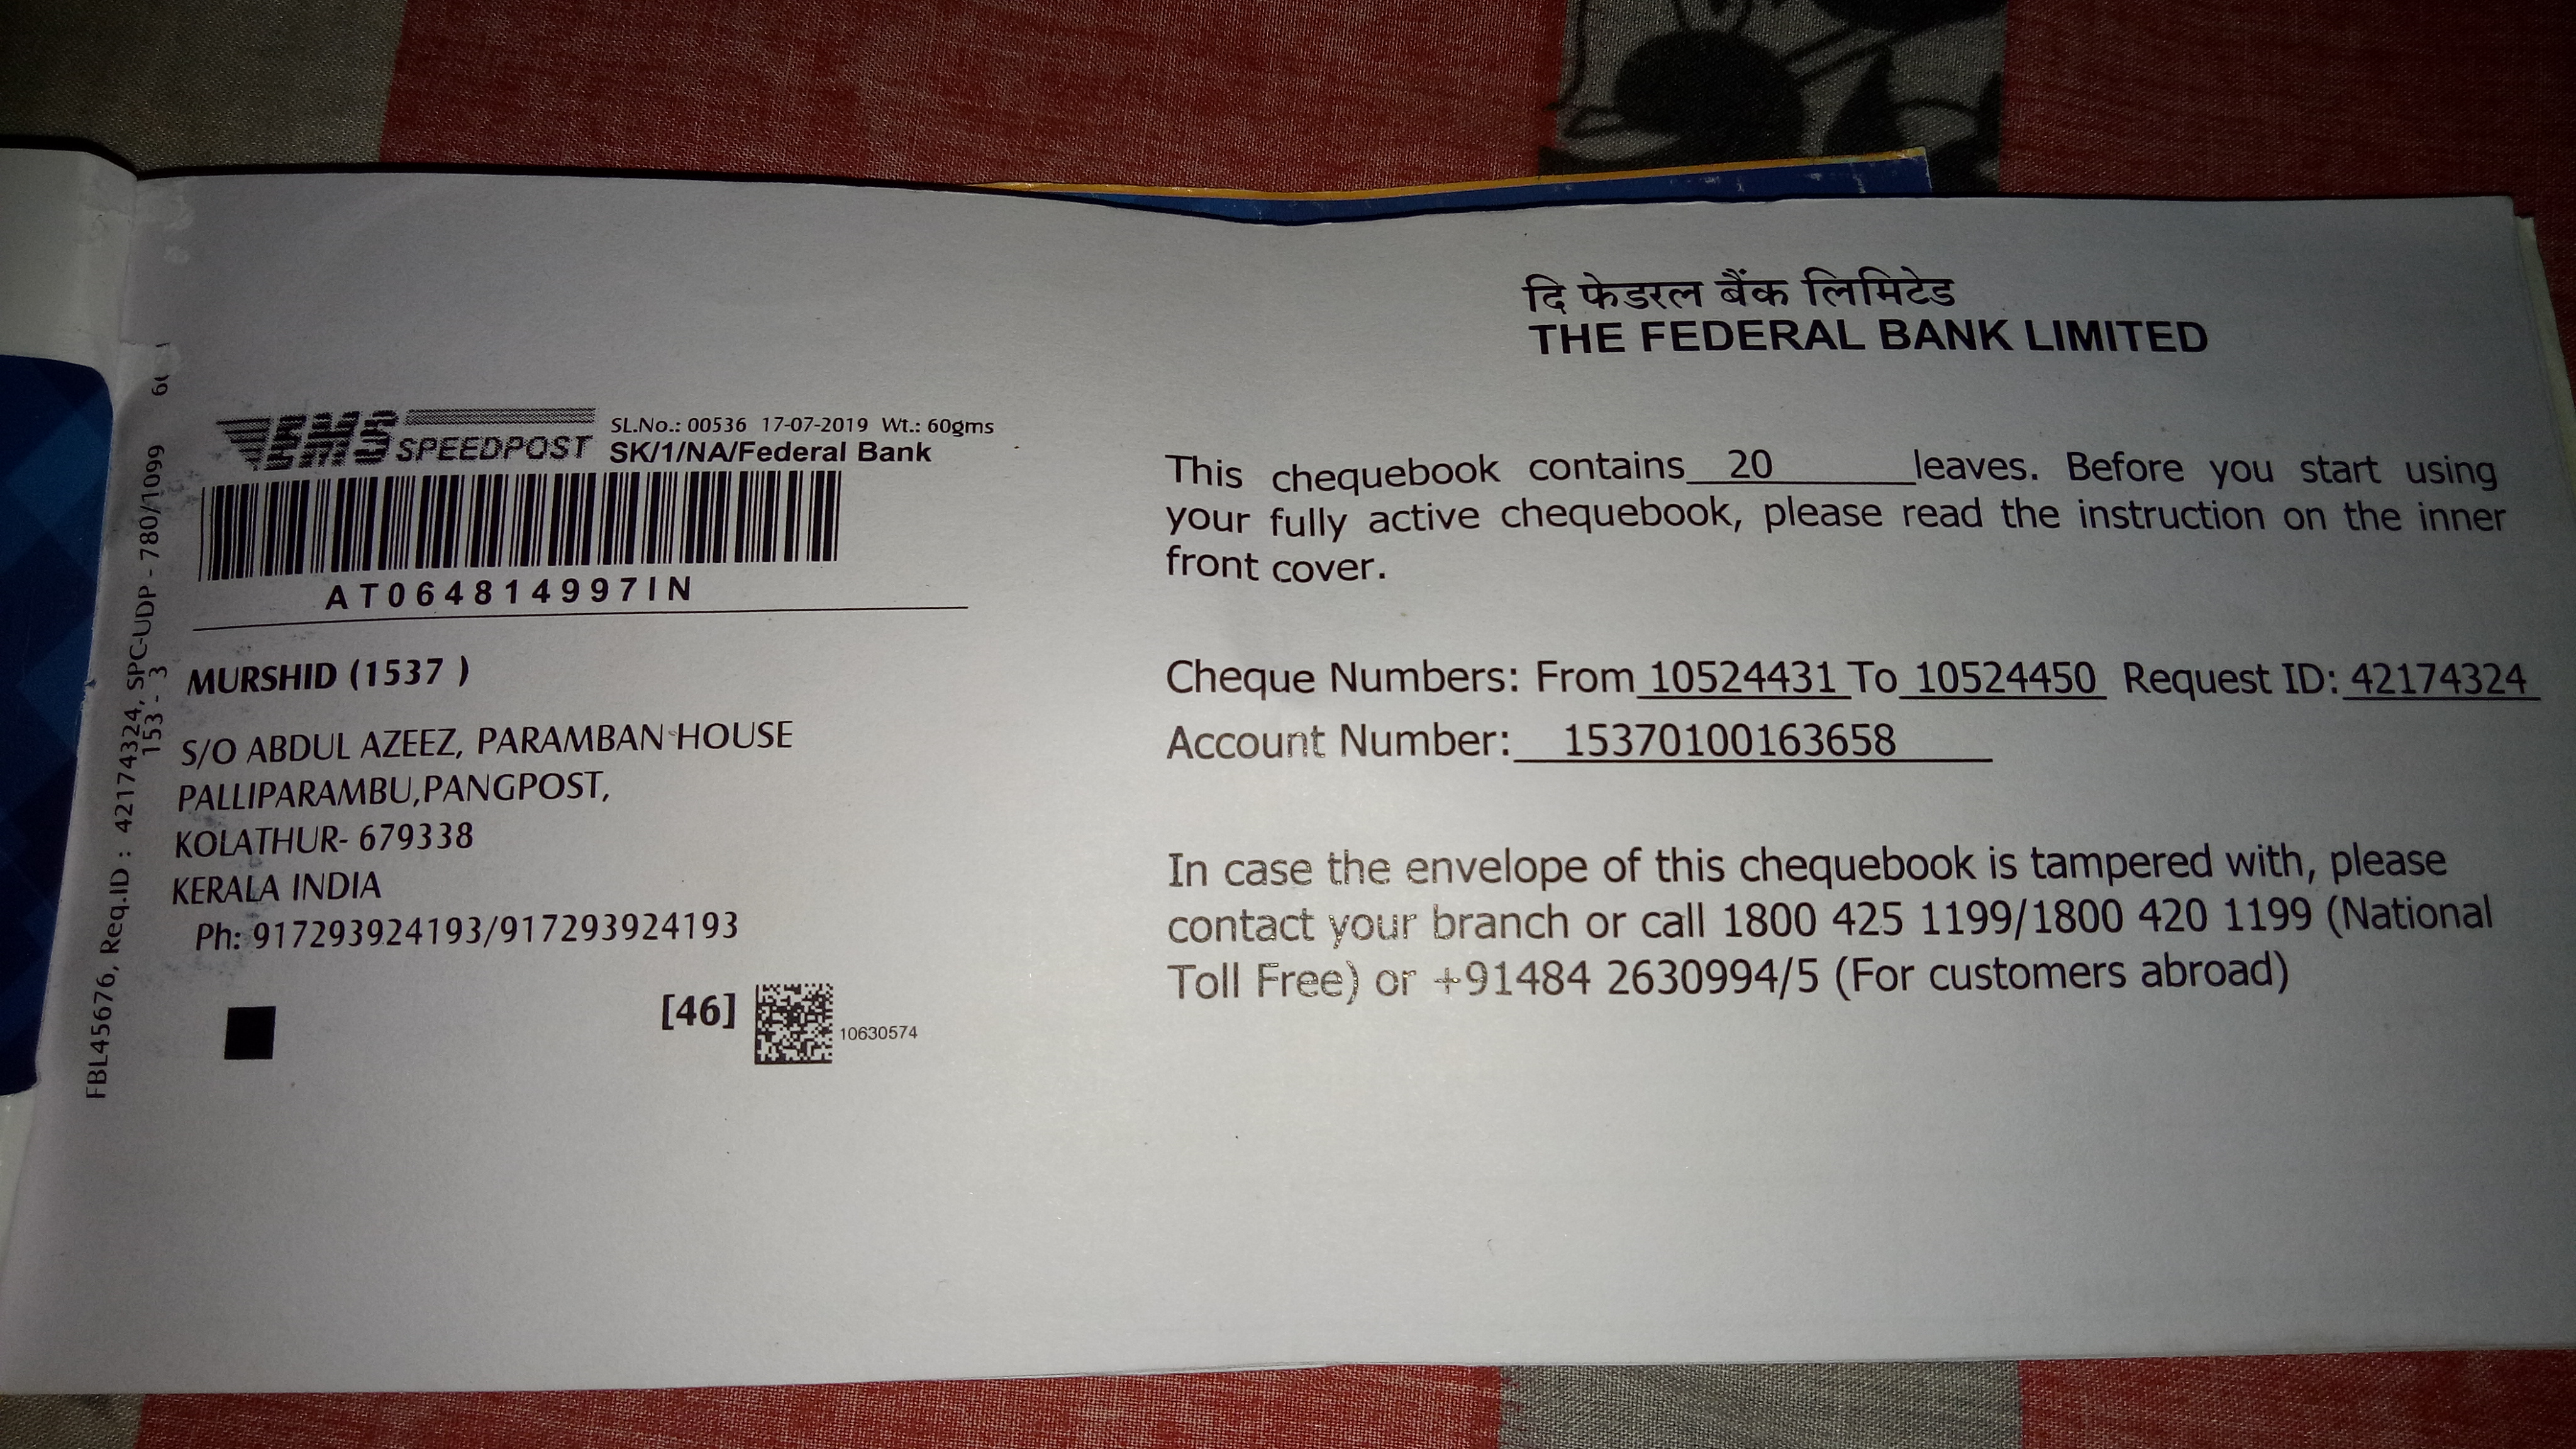 EMS SPEEDPOST
SL.No.: 00536 17-07-2019 Wt.: 60gms
SK/1/NA/Federal Bank
AT064814997IN
MURSHID (1537 )
S/O ABDUL AZEEZ, PARAMBAN HOUSE
PALLIPARAMBU,PANGPOST,
KOLATHUR- 679338
KERALA INDIA
Ph: 917293924193/917293924193
[46]
10630574
FBL45676, Req.ID : 42174324, SPC-UDP - 780/1099
153 - 3
दि फेडरल बैंक लिमिटेड
THE FEDERAL BANK LIMITED
This chequebook contains 20 leaves. Before you start using
your fully active chequebook, please read the instruction on the inner
front cover.
Cheque Numbers: From 10524431 To 10524450 Request ID: 42174324
Account Number: 15370100163658
In case the envelope of this chequebook is tampered with, please
contact your branch or call 1800 425 1199/1800 420 1199 (National
Toll Free) or +91484 2630994/5 (For customers abroad)